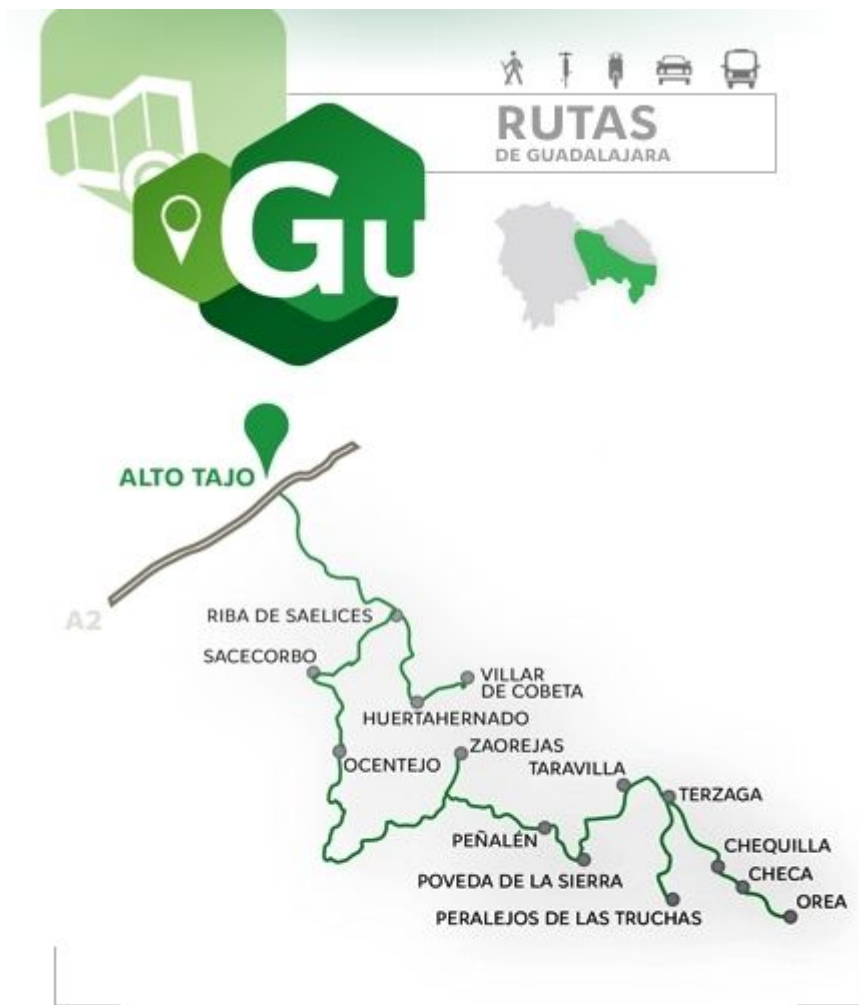 RUTAS
DE GUADALAJARA
Gu
ALTO TAJO
A2
RIBA DE SAELICES
SACECORBO
VILLAR
DE COBETA
HUERTAHERNADO
ZAOREJAS
OCENTEJO
TARAVILLA
TERZAGA
PEÑALÉN
CHEQUILLA
POVEDA DE LA SIERRA
CHECA
OREA
PERALEJOS DE LAS TRUCHAS